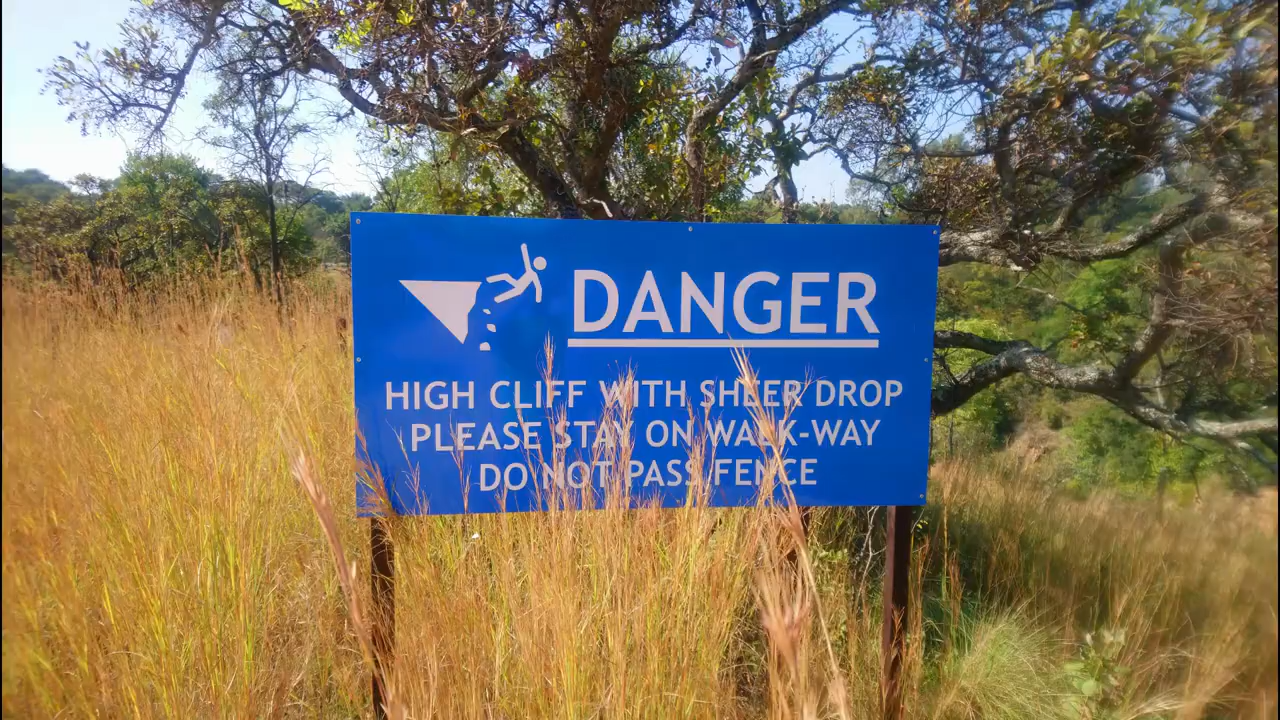 DANGER
HIGH CLIFF WITH SHEER DROP
PLEASE STAY ON WALK-WAY
DO NOT PASS FENCE